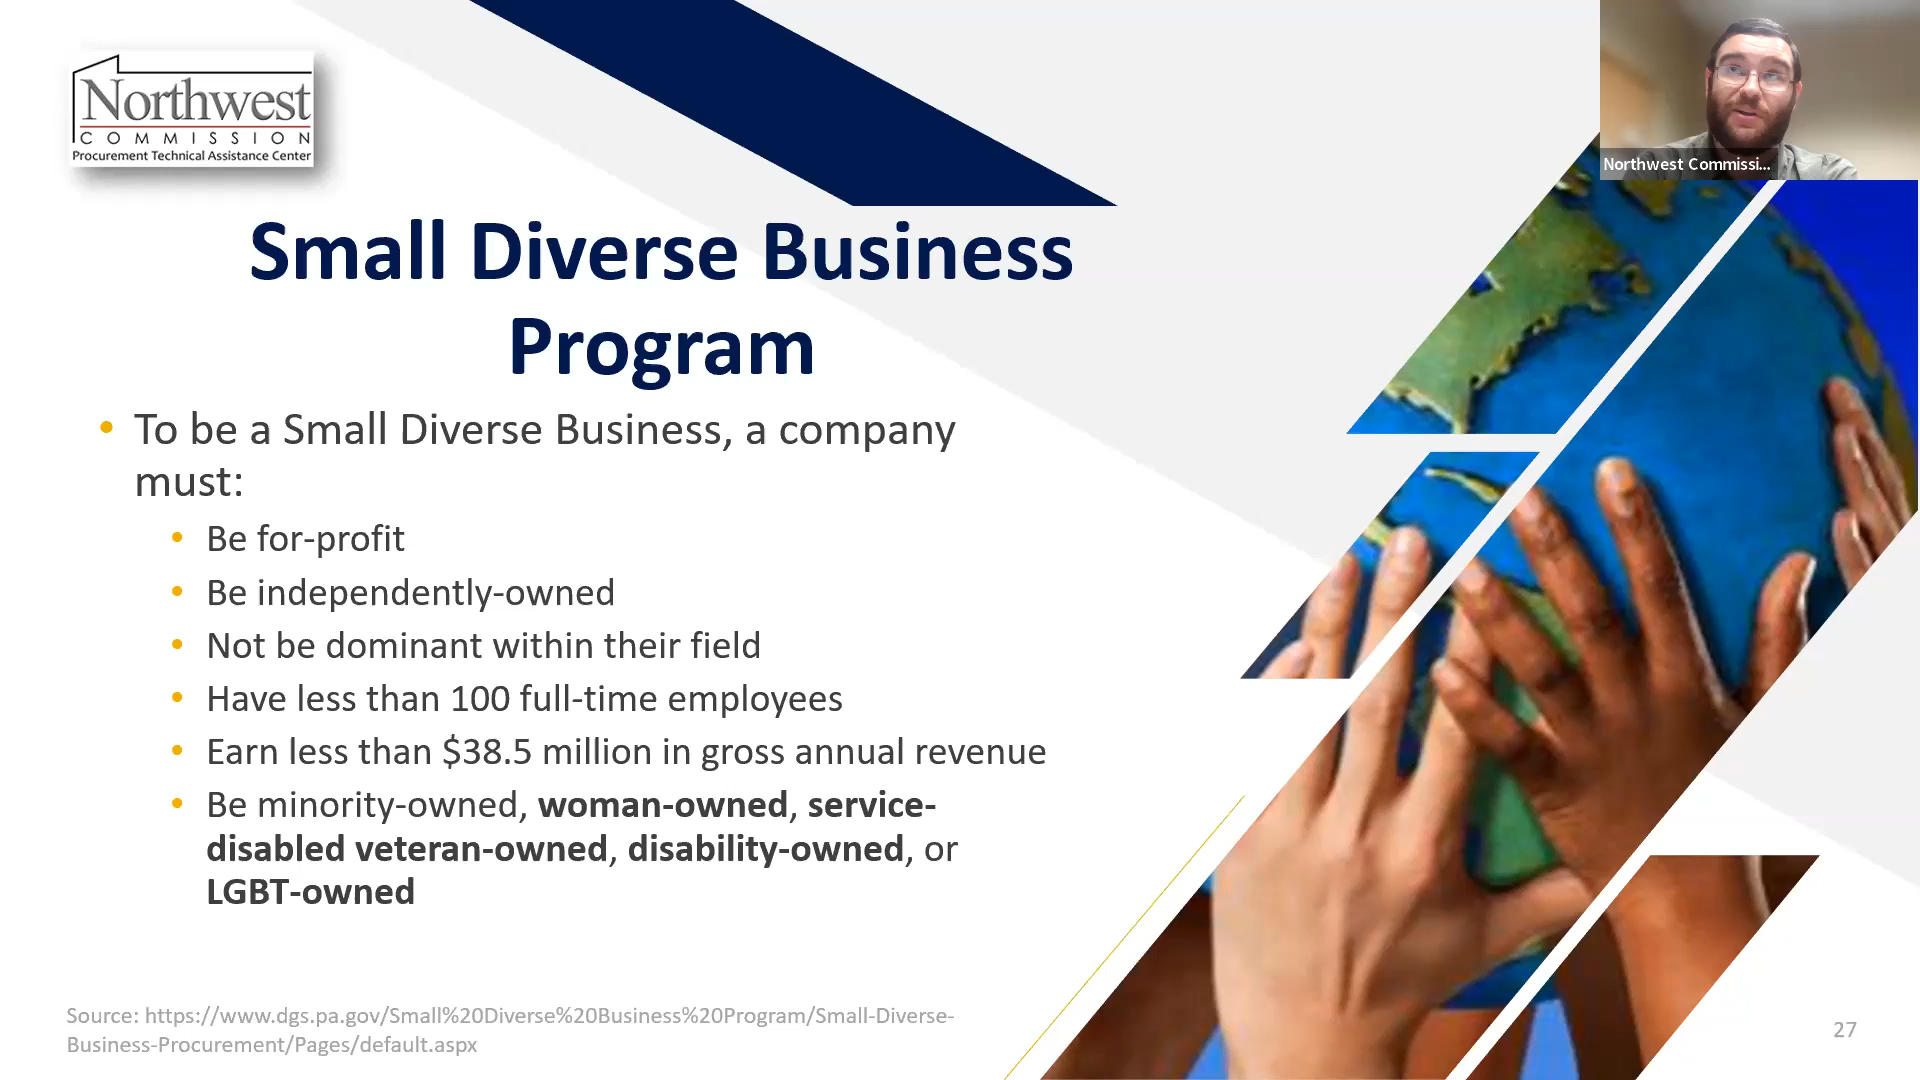 Northwest
COMMISSION
Procurement Technical Assistance Center
Northwest Commissi...
Small Diverse Business
Program
• To be a Small Diverse Business, a company
must:
• Be for-profit
• Be independently-owned
• Not be dominant within their field
• Have less than 100 full-time employees
• Earn less than $38.5 million in gross annual revenue
• Be minority-owned, woman-owned, service-
disabled veteran-owned, disability-owned, or
LGBT-owned
Source: https://www.dgs.pa.gov/Small%20Diverse%20Business%20Program/Small-Diverse-
Business-Procurement/Pages/default.aspx
27